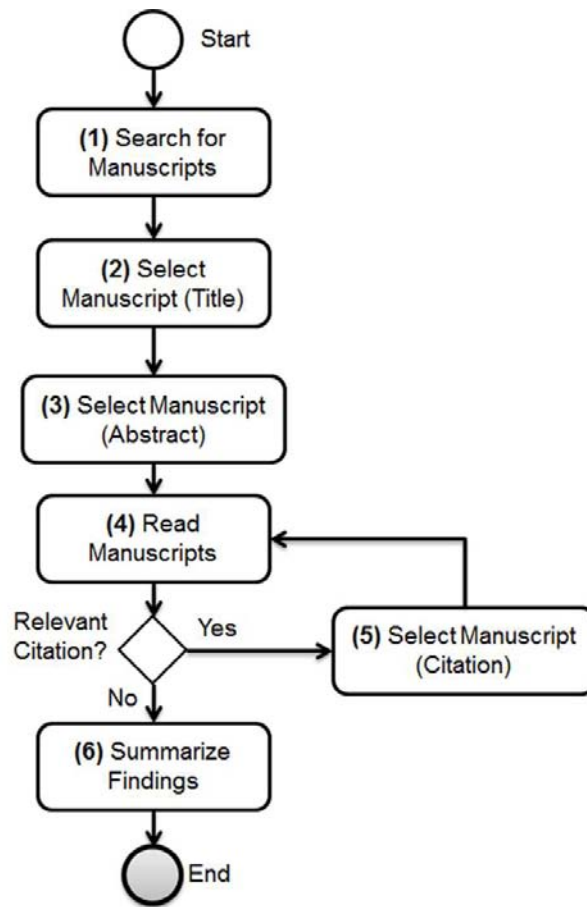 Start
(1) Search for
Manuscripts
(2) Select
Manuscript (Title)
(3) Select Manuscript
(Abstract)
(4) Read
Manuscripts
Relevant
Citation?
Yes
(5) Select Manuscript
(Citation)
No
(6) Summarize
Findings
End